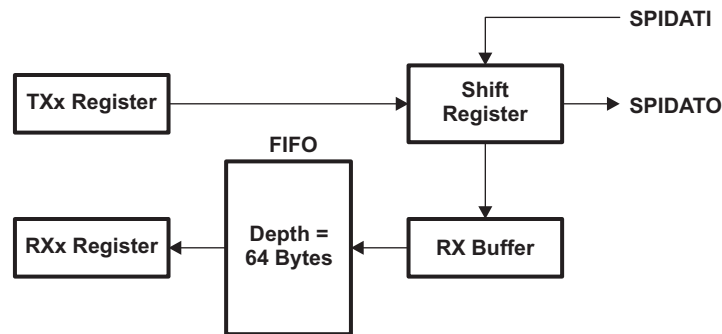 SPIDATI
TXx Register
Shift
Register
SPIDATO
FIFO
RXx Register
Depth =
64 Bytes
RX Buffer